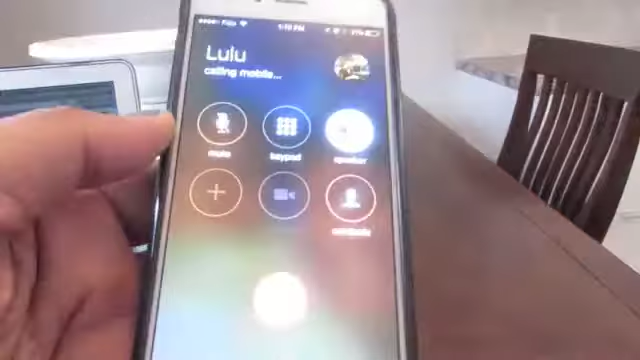 Lulu
calling mobile...
mute
keypad
speaker
contacts